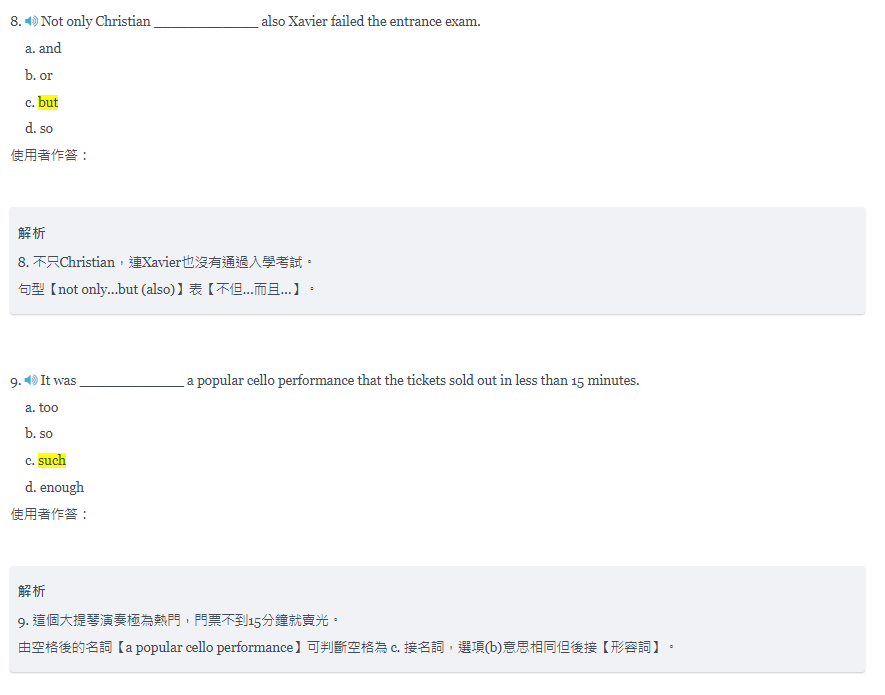 8. Not only Christian _______________ also Xavier failed the entrance exam.
a. and
b. or
c. but
d. so
使用者作答：
解析
8. 不只Christian，連Xavier也沒有通過入學考試。
句型【not only...but (also)】表【不但...而且...】。
9. It was _______________ a popular cello performance that the tickets sold out in less than 15 minutes.
a. too
b. so
c. such
d. enough
使用者作答：
解析
9. 這個大提琴演奏極為熱門，門票不到15分鐘就賣光。
由空格後的名詞【a popular cello performance】可判斷空格為 c. 接名詞，選項(b)意思相同但後接【形容詞】。